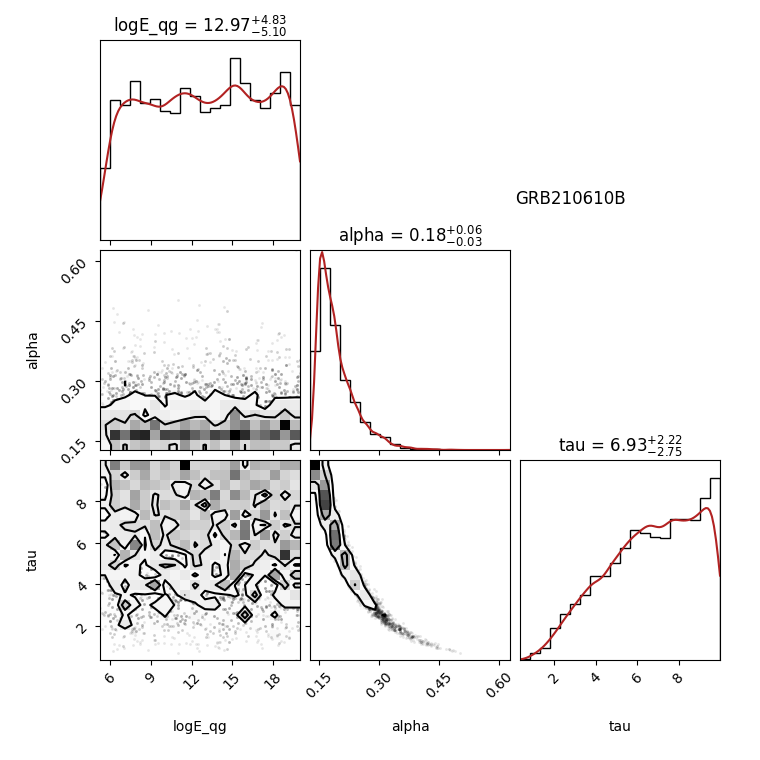 logE_qg = 12.97+4.83 −5.10
GRB210610B
alpha = 0.18+0.06 −0.03
alpha
0.60
0.45
0.30
0.15
tau = 6.93+2.22 −2.75
tau
8
6
4
2
6 9 12 15 18
0.15 0.30 0.45 0.60
2 4 6 8
logE_qg alpha tau